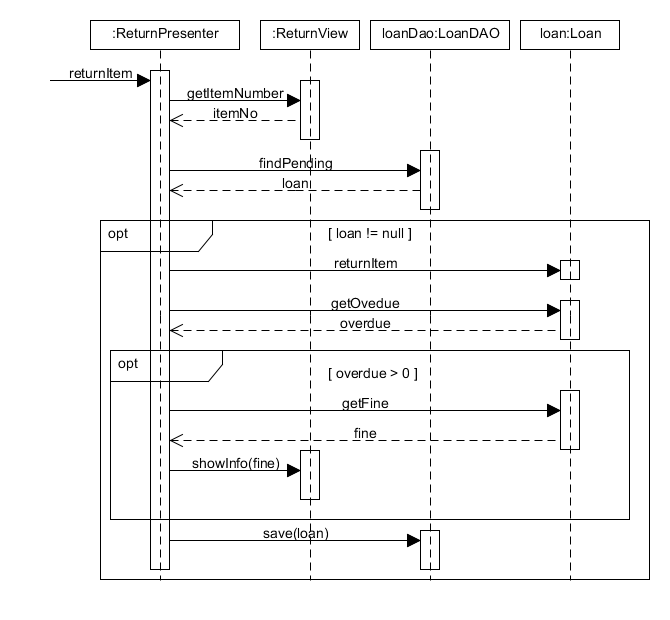 :ReturnPresenter
:ReturnView
loanDao:LoanDAO
loan:Loan
returnItem
getItemNumber
itemNo
findPending
loan
opt
[ loan != null ]
returnItem
getOvedue
overdue
opt
[ overdue > 0 ]
getFine
fine
showInfo(fine)
save(loan)